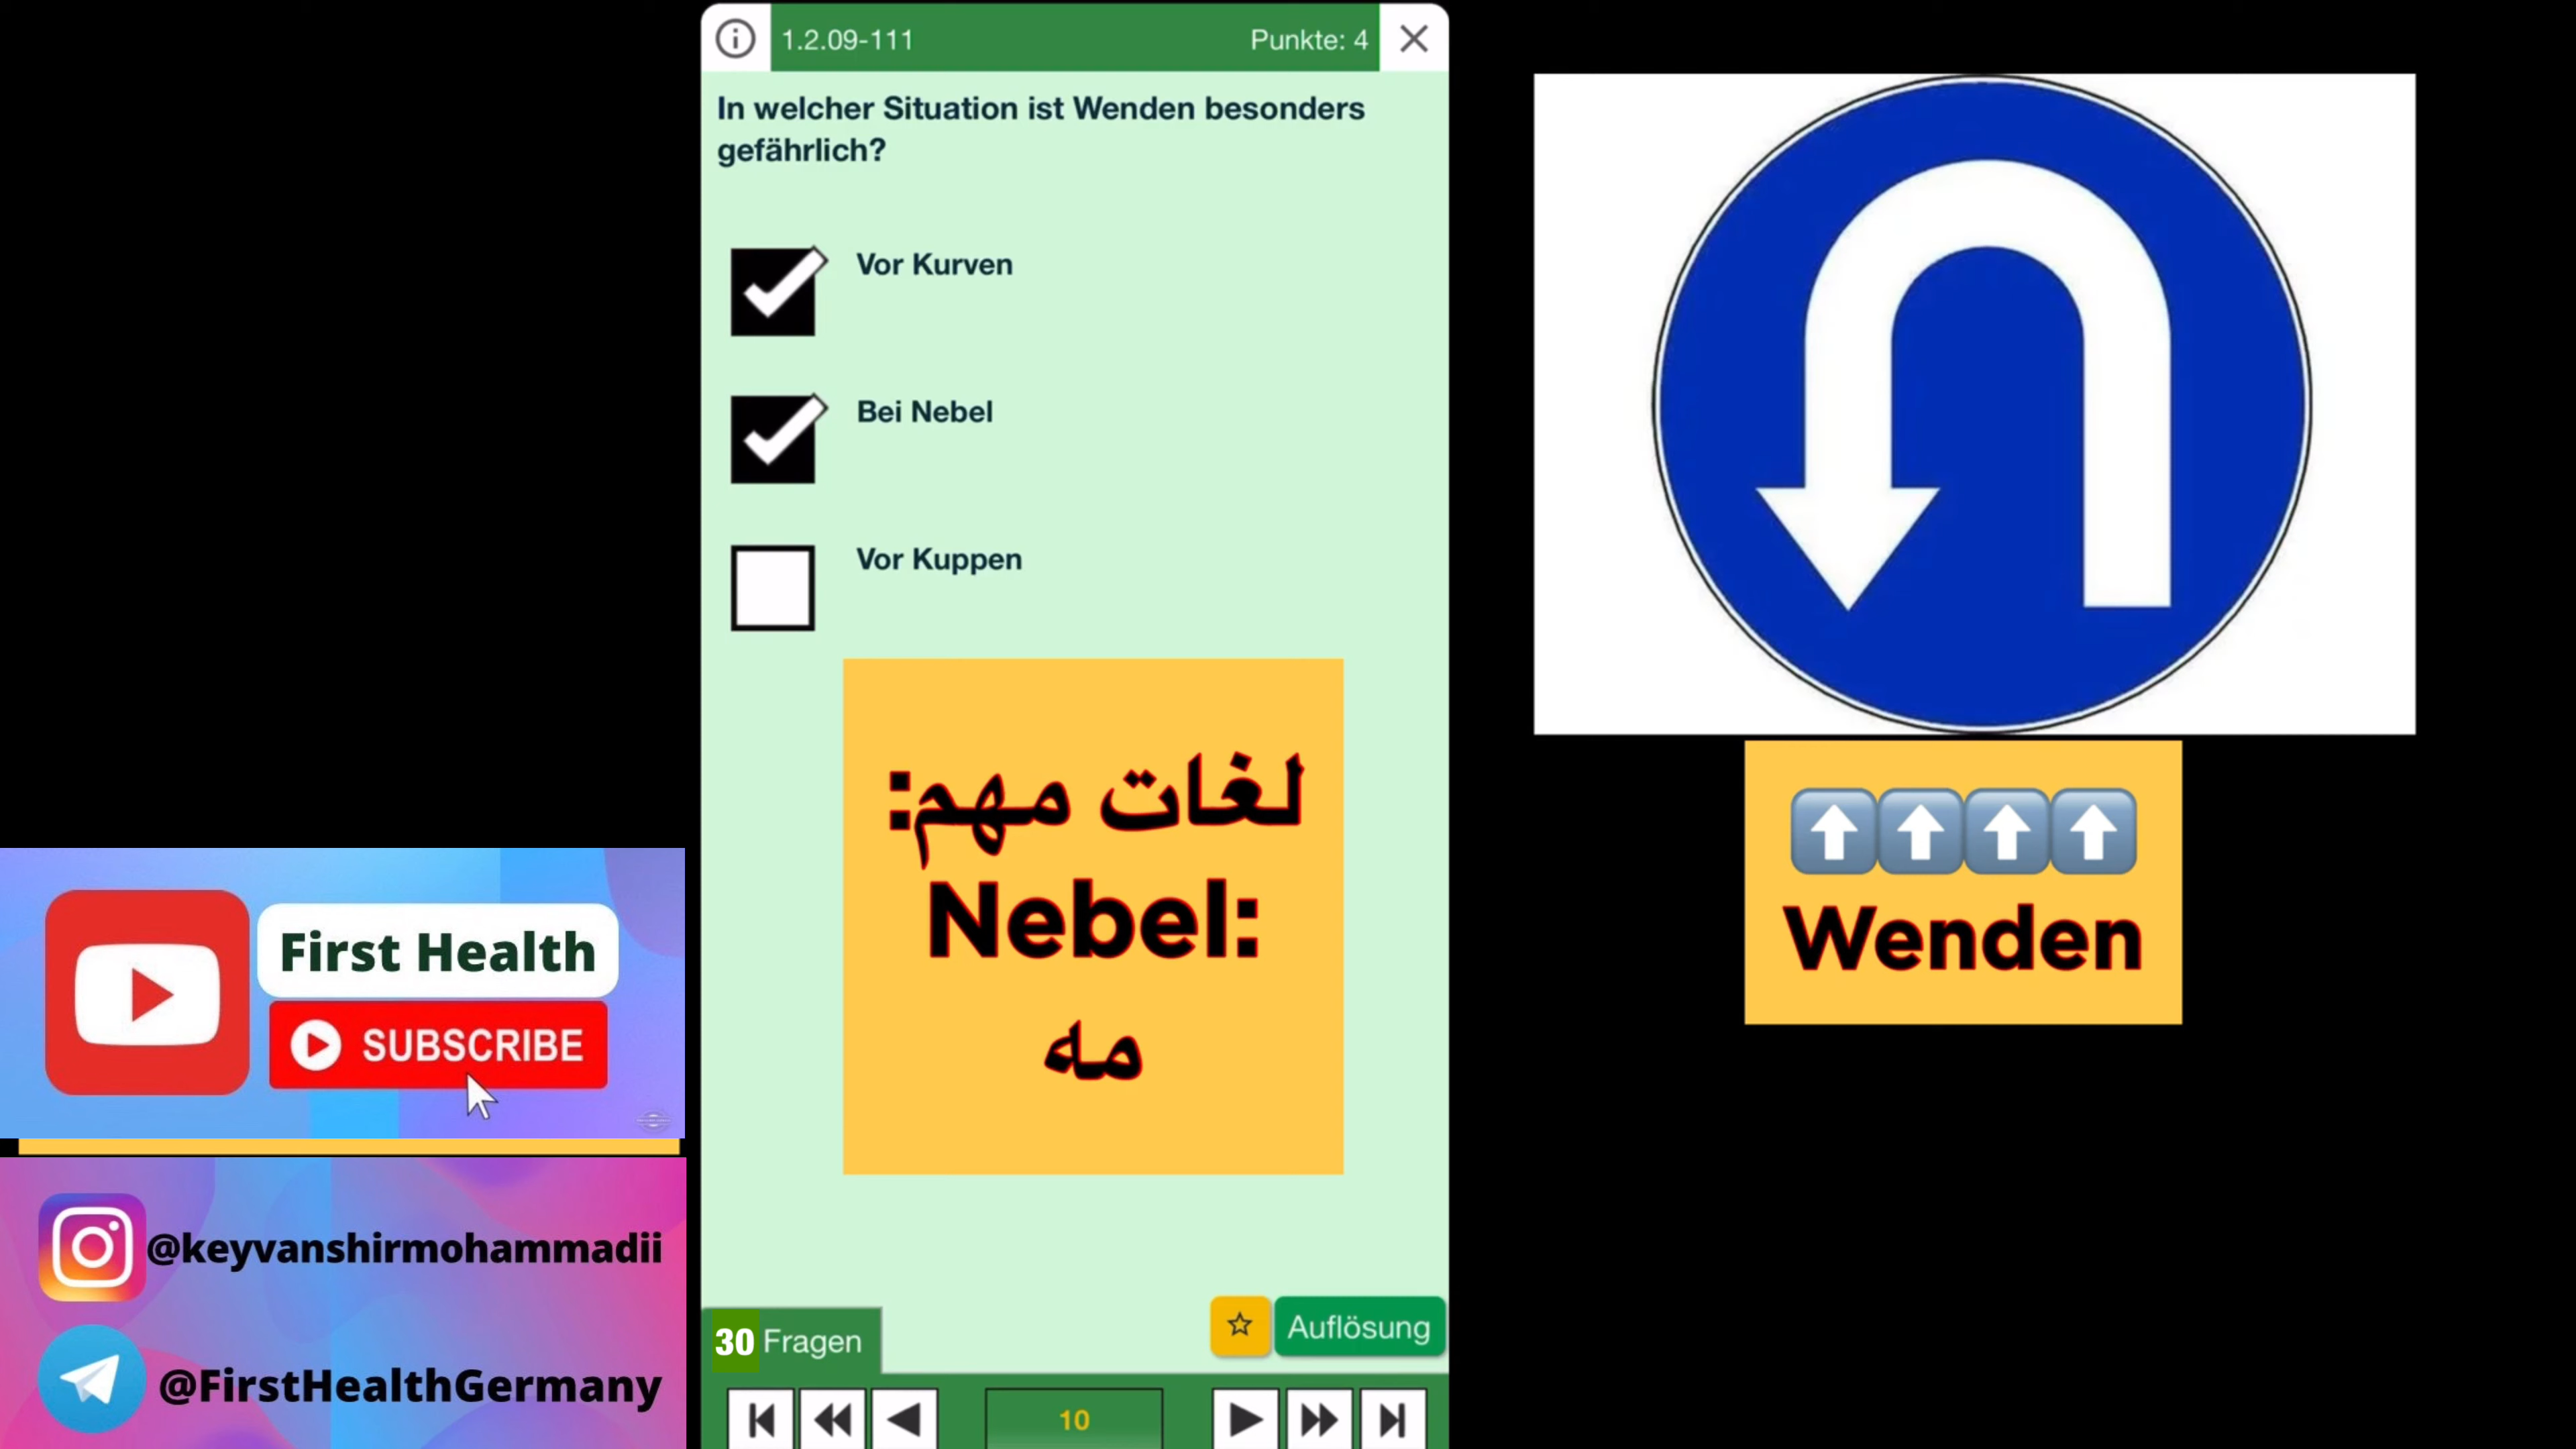 1.2.09-111
Punkte: 4
In welcher Situation ist Wenden besonders
gefährlich?
Vor Kurven
Bei Nebel
Vor Kuppen
لغات مهم:
Nebel:
مه
Wenden
First Health
SUBSCRIBE
@keyvanshirmohammadii
@FirstHealthGermany
30 Fragen
Auflösung
10